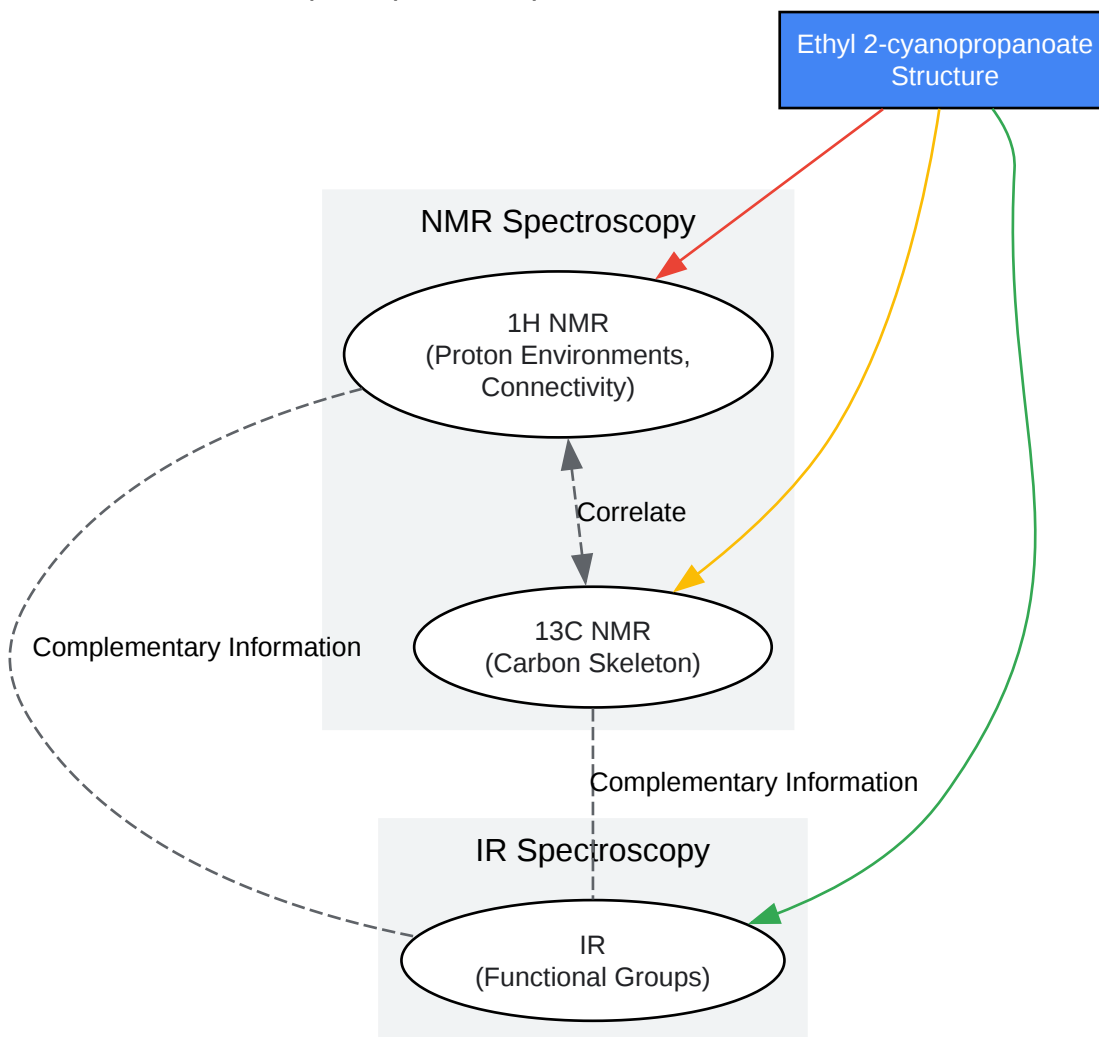 Ethyl 2-cyanopropanoate
Structure
NMR Spectroscopy
1H NMR
(Proton Environments,
Connectivity)
Correlate
13C NMR
(Carbon Skeleton)
Complementary Information
Complementary Information
IR Spectroscopy
IR
(Functional Groups)